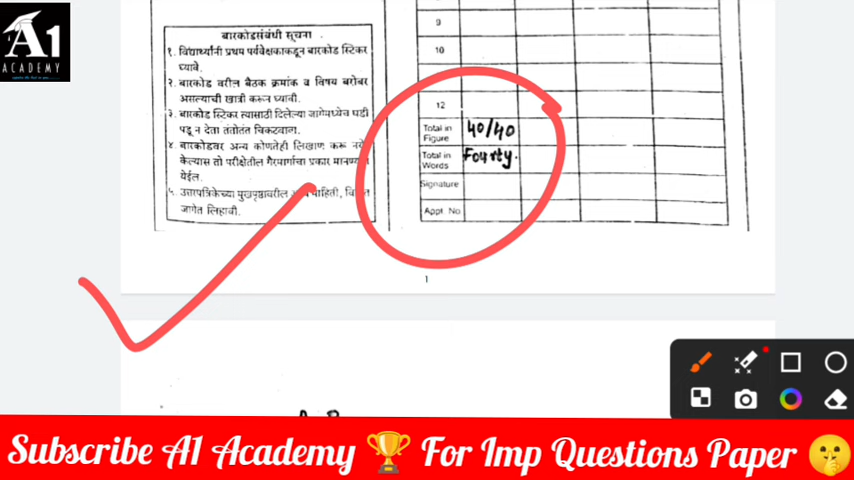 A1
ACADEMY
बारकोडसंबंधी सूचना
१. विद्यार्थ्यांनी प्रथम पर्यवेक्षकाकडून बारकोड स्टिकर
घ्यावे.
२. बारकोड वरील बैठक क्रमांक व विषय बरोबर
असल्याची खात्री करून घ्यावी.
३. बारकोड स्टिकर त्यासाठी दिलेल्या जागेमध्येच घडी
पडू न देता तंतोतंत चिकटवावा.
४. बारकोडवर अन्य कोणतेही लिखाण करू नये
केल्यास तो परीक्षेतील गैरमार्गाचा प्रकार मानण्यात
येईल.
५. उत्तरपत्रिकेच्या मुखपृष्ठावरील माहिती,
जागेत लिहावी.
9
10
12
Total in Figure 40/40
Total in Words Fourty.
Signature
Appt. No
1
Subscribe A1 Academy 🏆 For Imp Questions Paper 🤫